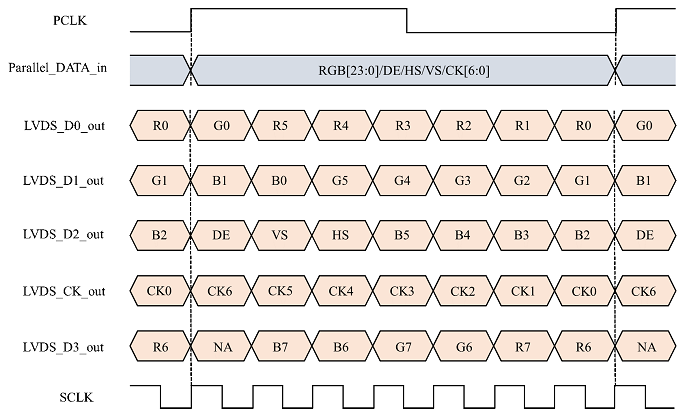 PCLK
Parallel_DATA_in RGB[23:0]/DE/HS/VS/CK[6:0]
LVDS_D0_out R0 G0 R5 R4 R3 R2 R1 R0 G0
LVDS_D1_out G1 B1 B0 G5 G4 G3 G2 G1 B1
LVDS_D2_out B2 DE VS HS B5 B4 B3 B2 DE
LVDS_CK_out CK0 CK6 CK5 CK4 CK3 CK2 CK1 CK0 CK6
LVDS_D3_out R6 NA B7 B6 G7 G6 R7 R6 NA
SCLK